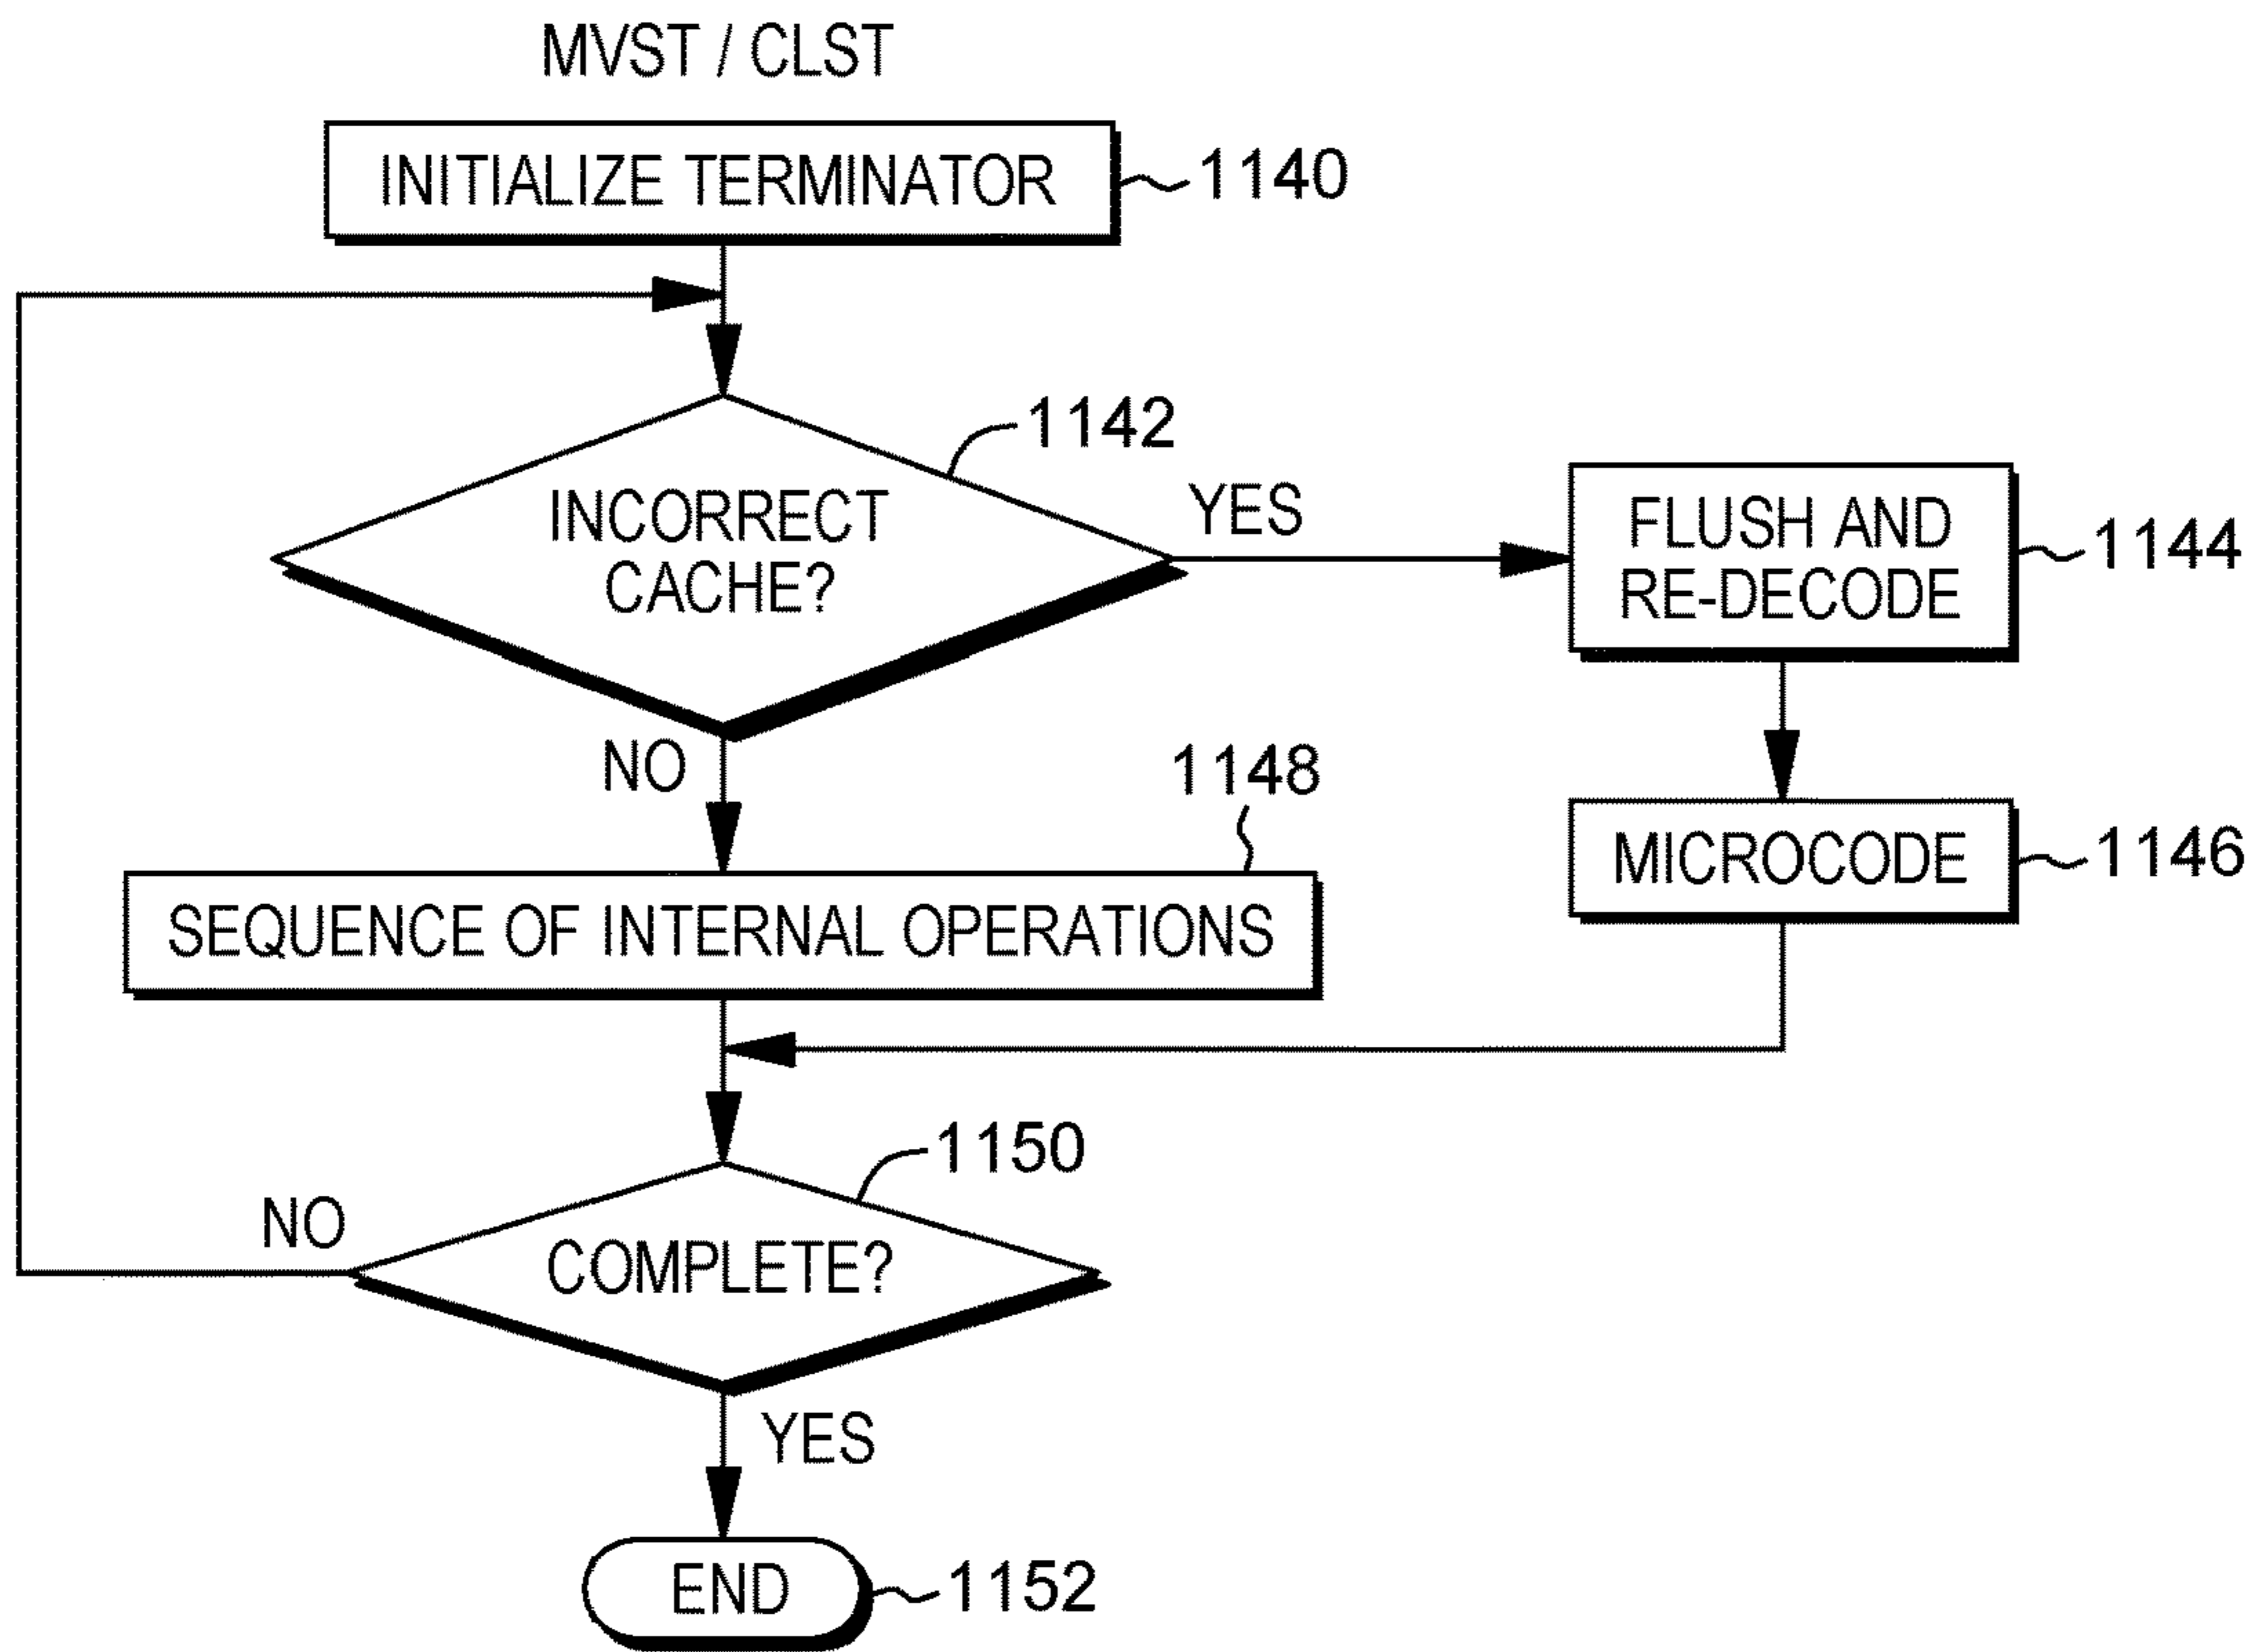 MVST / CLST
INITIALIZE TERMINATOR
1140
1142
INCORRECT
CACHE?
YES
FLUSH AND
RE-DECODE
1144
NO
1148
MICROCODE
1146
SEQUENCE OF INTERNAL OPERATIONS
1150
NO
COMPLETE?
YES
END
1152